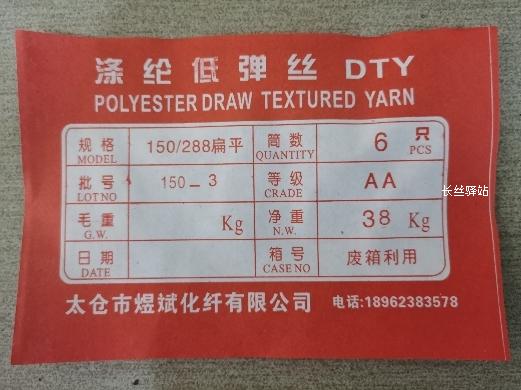 涤纶低弹丝 DTY
POLYESTER DRAW TEXTURED YARN
规格 150/288扁平 筒数 6 只
MODEL QUANTITY PCS
批号 150-3 等级 AA
LOT NO CRADE
毛重 Kg 净重 38 Kg
G.W. N.W.
日期 箱号 废箱利用
DATE CASE NO
长丝驿站
太仓市煜斌化纤有限公司 电话:18962383578